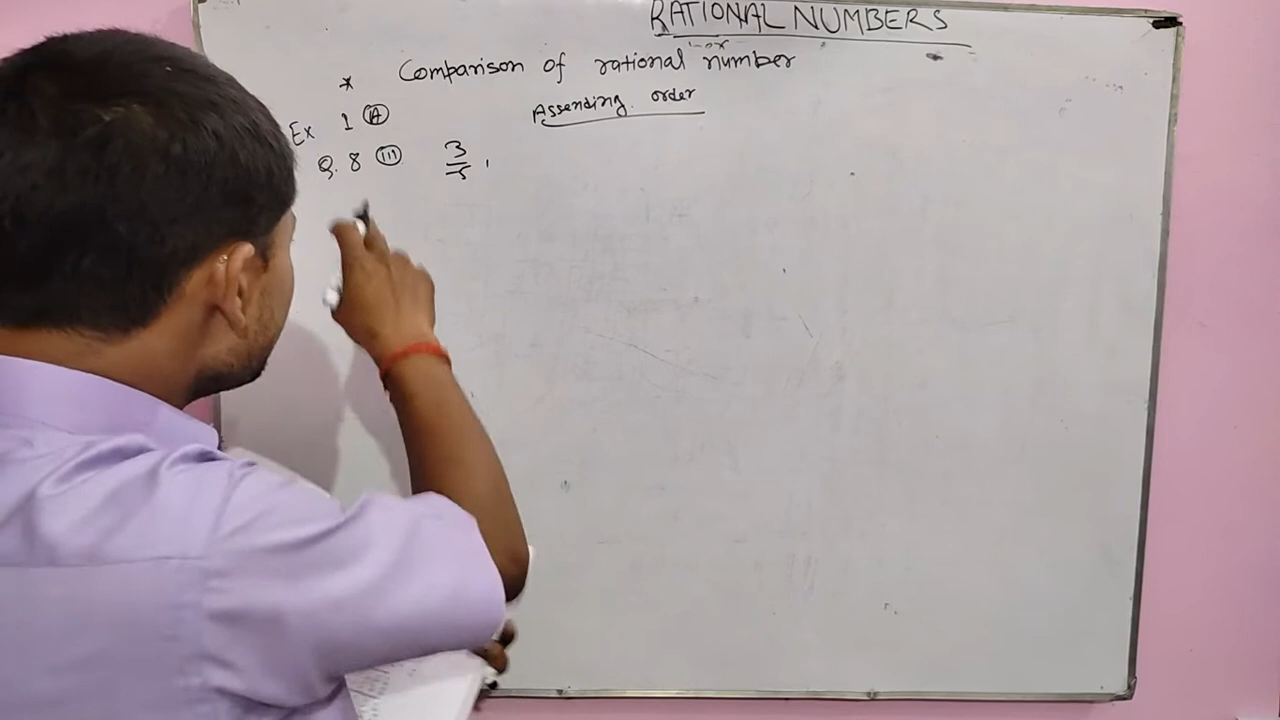 RATIONAL NUMBERS
* Comparison of rational number
Assending order
Ex 1 (A)
Q. 8 (iii) 3/5 ,